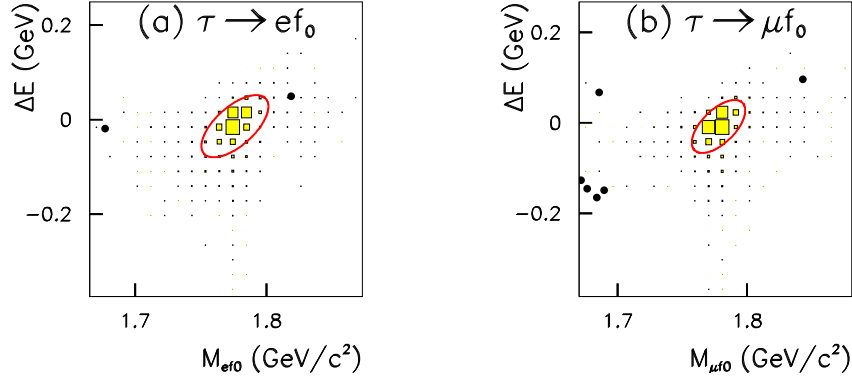 (a) τ → ef₀
ΔE (GeV)
0.2
0
−0.2
1.7
1.8
M_ef0 (GeV/c²)
(b) τ → μf₀
ΔE (GeV)
0.2
0
−0.2
1.7
1.8
M_μf0 (GeV/c²)